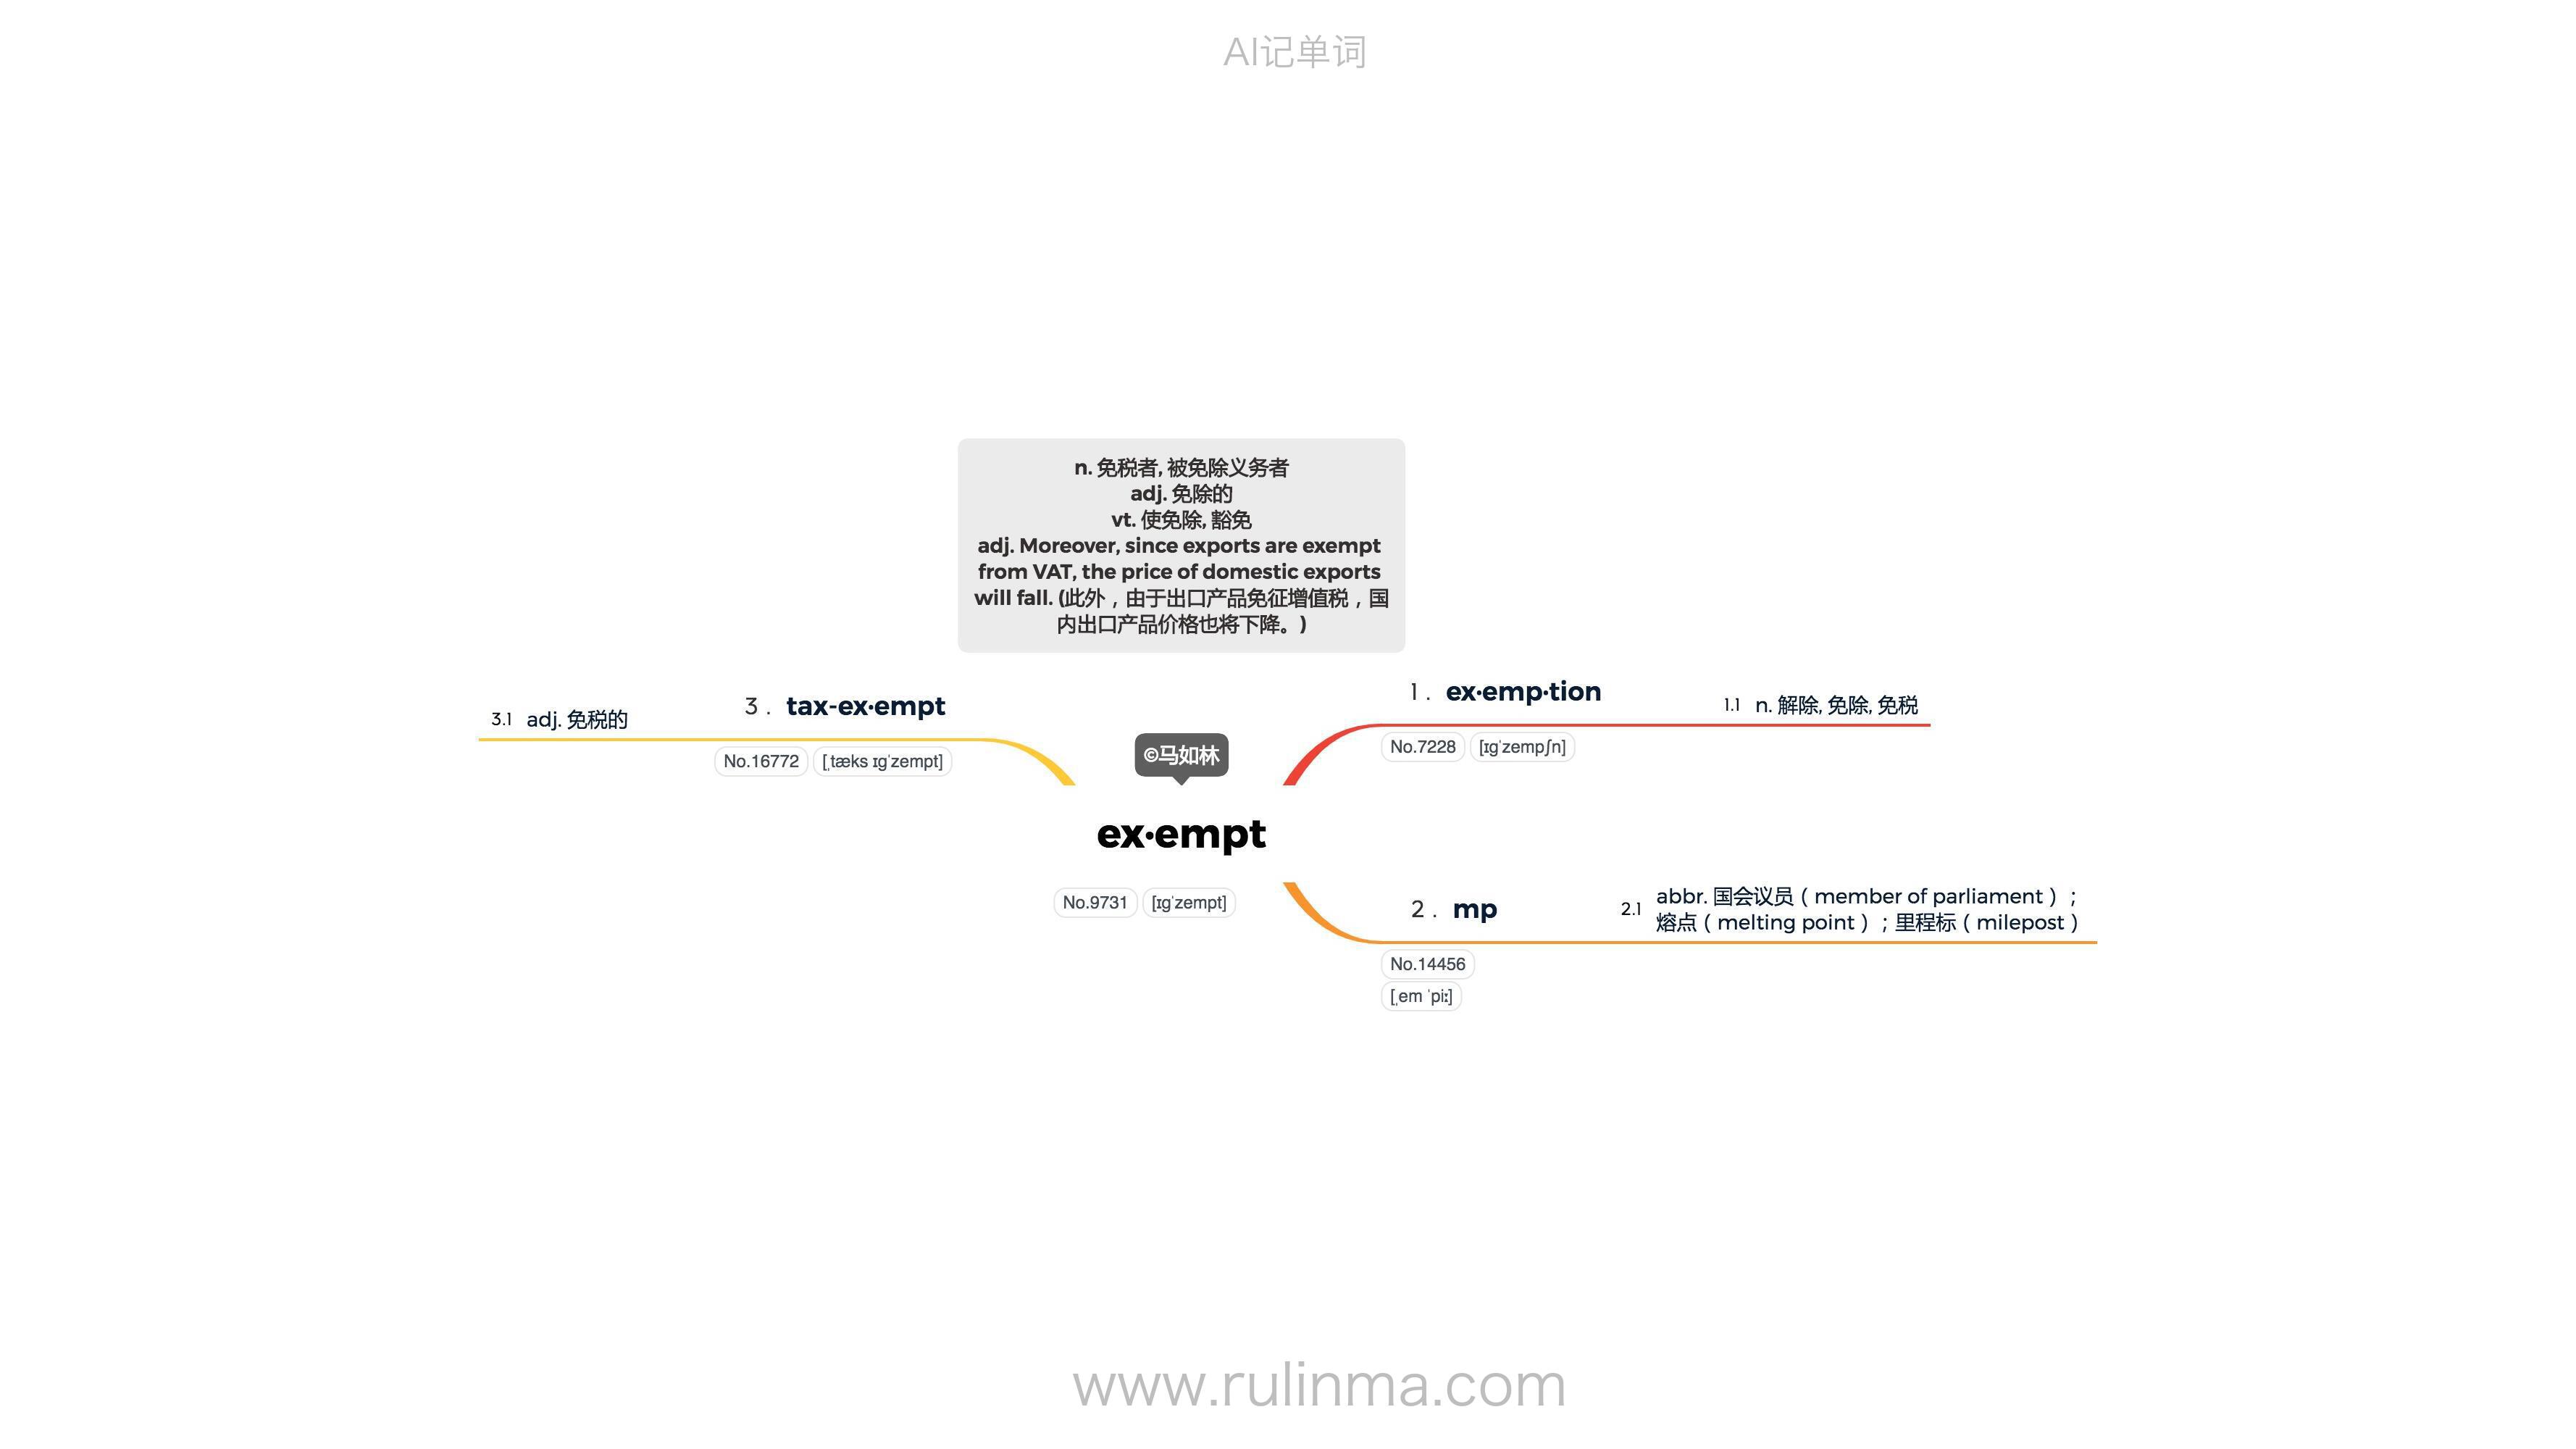 AI记单词
n. 免税者, 被免除义务者
adj. 免除的
vt. 使免除, 豁免
adj. Moreover, since exports are exempt
from VAT, the price of domestic exports
will fall. (此外，由于出口产品免征增值税，国
内出口产品价格也将下降。)
1. ex·emp·tion
1.1 n. 解除, 免除, 免税
No.7228 [ɪɡˈzempʃn]
3. tax-ex·empt
3.1 adj. 免税的
No.16772 [ˌtæks ɪɡˈzempt]
©马如林
ex·empt
No.9731 [ɪɡˈzempt]
2. mp
2.1 abbr. 国会议员（member of parliament）；
熔点（melting point）；里程标（milepost）
No.14456
[ˌem ˈpiː]
www.rulinma.com